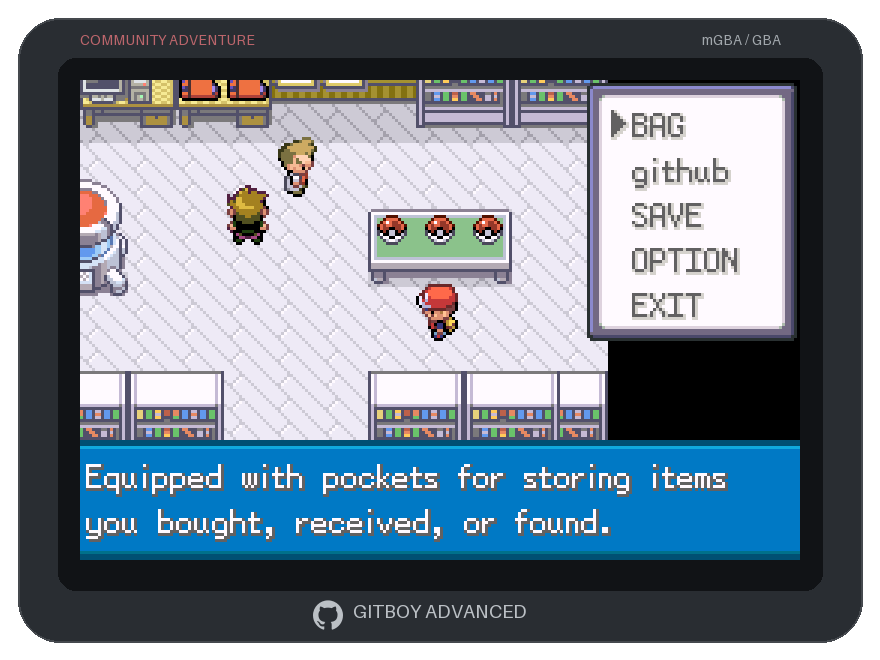 COMMUNITY ADVENTURE
mGBA / GBA
BAG
github
SAVE
OPTION
EXIT
Equipped with pockets for storing items
you bought, received, or found.
GITBOY ADVANCED